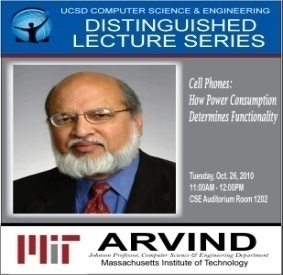 UCSD COMPUTER SCIENCE & ENGINEERING
DISTINGUISHED
LECTURE SERIES
Cell Phones:
How Power Consumption
Determines Functionality
Tuesday, Oct. 26, 2010
11:00AM - 12:00PM
CSE Auditorium Room 1202
MIT
ARVIND
Johnson Professor, Computer Science & Engineering Department
Massachusetts Institute of Technology